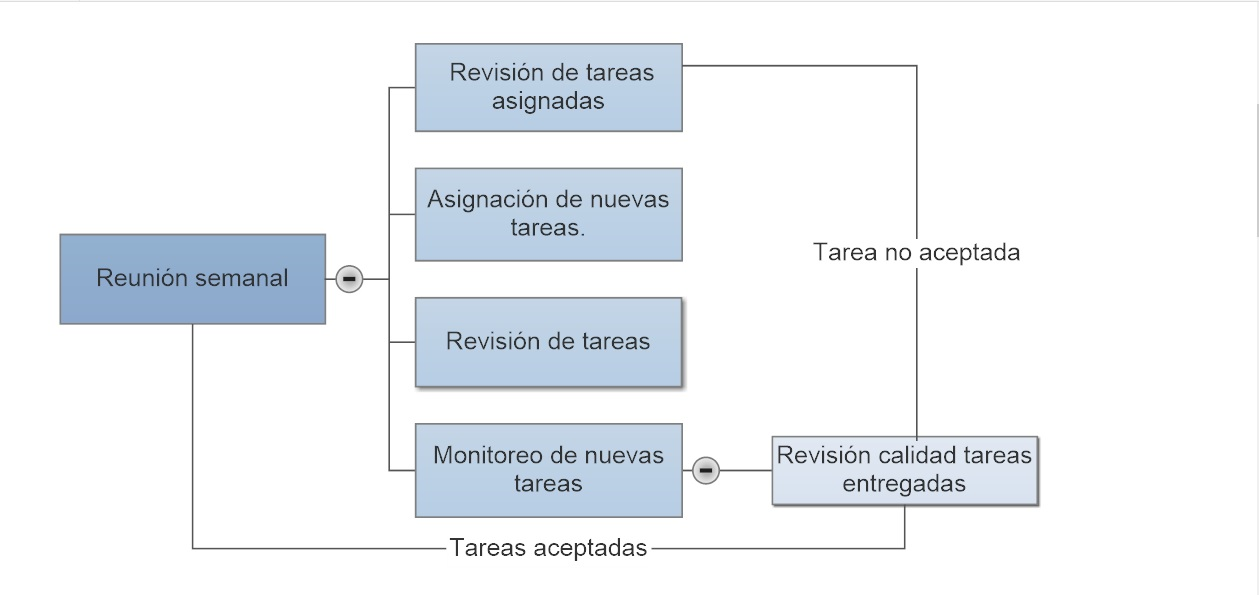 Revisión de tareas
asignadas
Asignación de nuevas
tareas.
Tarea no aceptada
Reunión semanal
Revisión de tareas
Monitoreo de nuevas
tareas
Revisión calidad tareas
entregadas
Tareas aceptadas